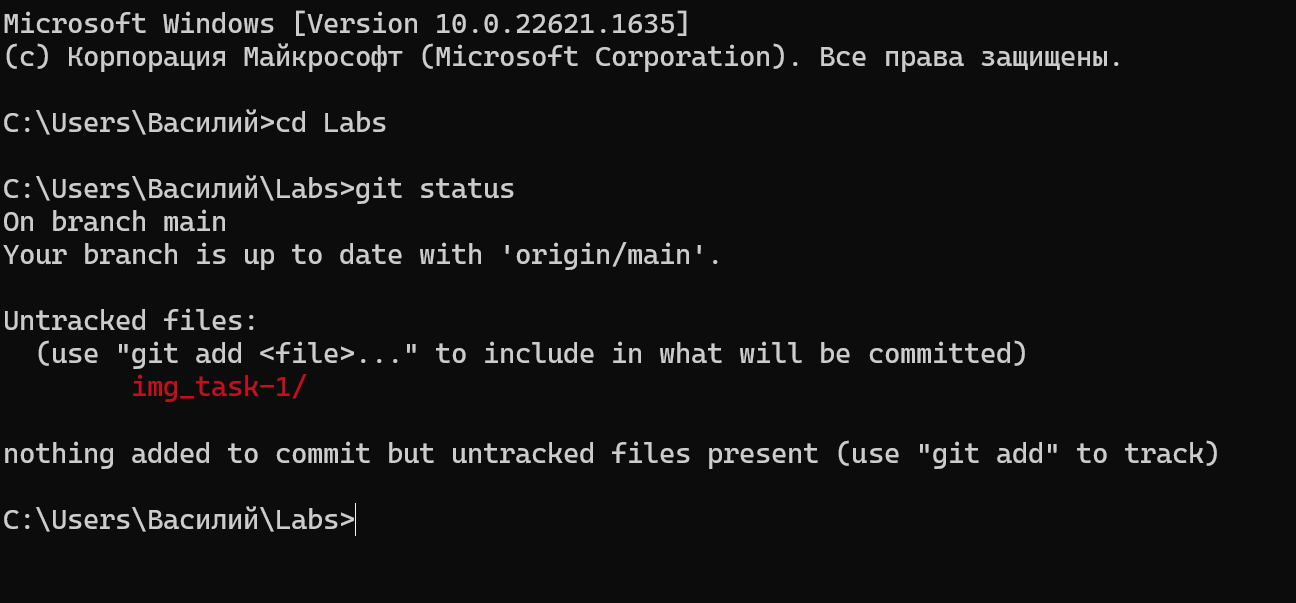 Microsoft Windows [Version 10.0.22621.1635]
(c) Корпорация Майкрософт (Microsoft Corporation). Все права защищены.
C:\Users\Василий>cd Labs
C:\Users\Василий\Labs>git status
On branch main
Your branch is up to date with 'origin/main'.
Untracked files:
  (use "git add <file>..." to include in what will be committed)
        img_task-1/
nothing added to commit but untracked files present (use "git add" to track)
C:\Users\Василий\Labs>